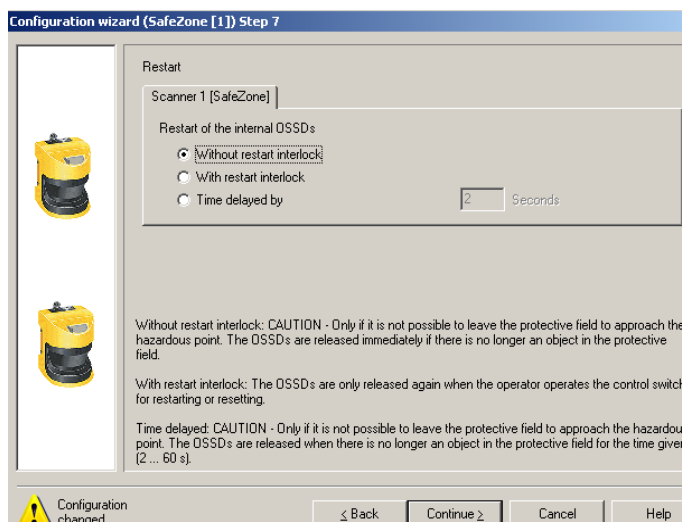 Configuration wizard (SafeZone [1]) Step 7
Restart
Scanner 1 [SafeZone]
Restart of the internal OSSDs
Without restart interlock
With restart interlock
Time delayed by 2 Seconds
Without restart interlock: CAUTION - Only if it is not possible to leave the protective field to approach the
hazardous point. The OSSDs are released immediately if there is no longer an object in the protective
field.
With restart interlock: The OSSDs are only released again when the operator operates the control switch
for restarting or resetting.
Time delayed: CAUTION - Only if it is not possible to leave the protective field to approach the hazardou
point. The OSSDs are released when there is no longer an object in the protective field for the time given
(2 ... 60 s).
Configuration
changed
< Back
Continue >
Cancel
Help